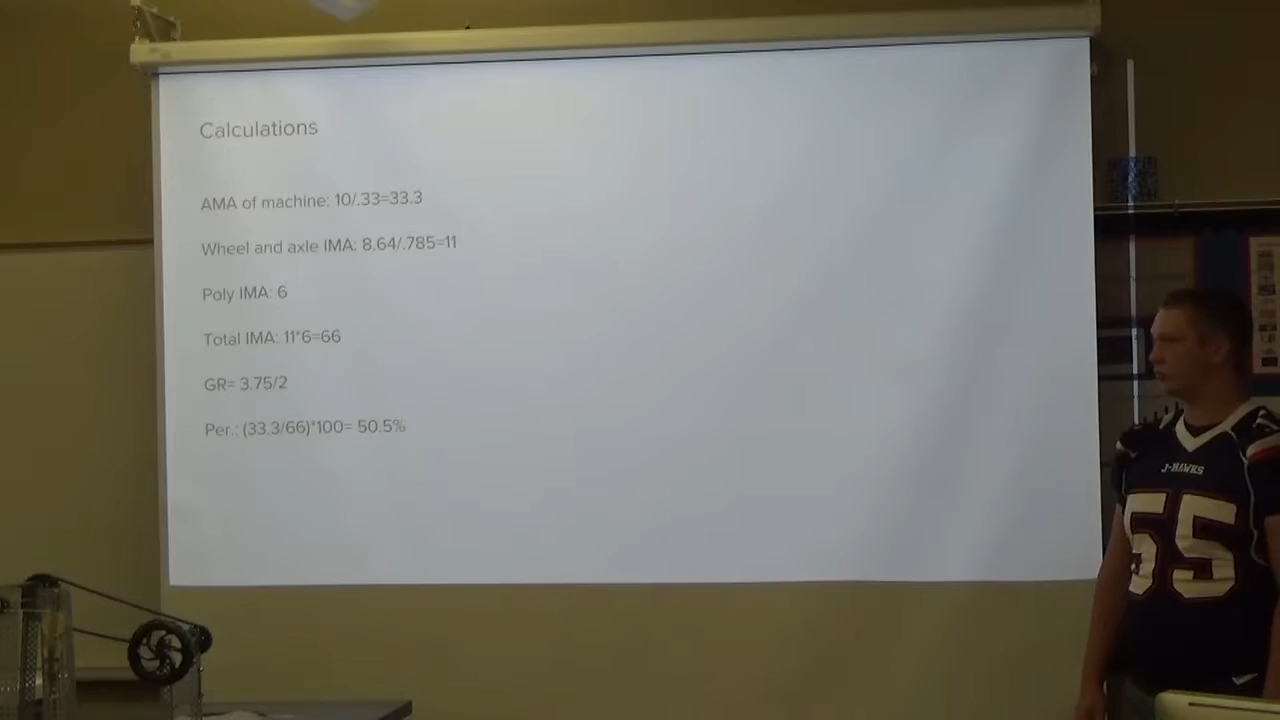 Calculations
AMA of machine: 10/.33=33.3
Wheel and axle IMA: 8.64/.785=11
Poly IMA: 6
Total IMA: 11*6=66
GR= 3.75/2
Per.: (33.3/66)*100= 50.5%
J-HAWKS
55